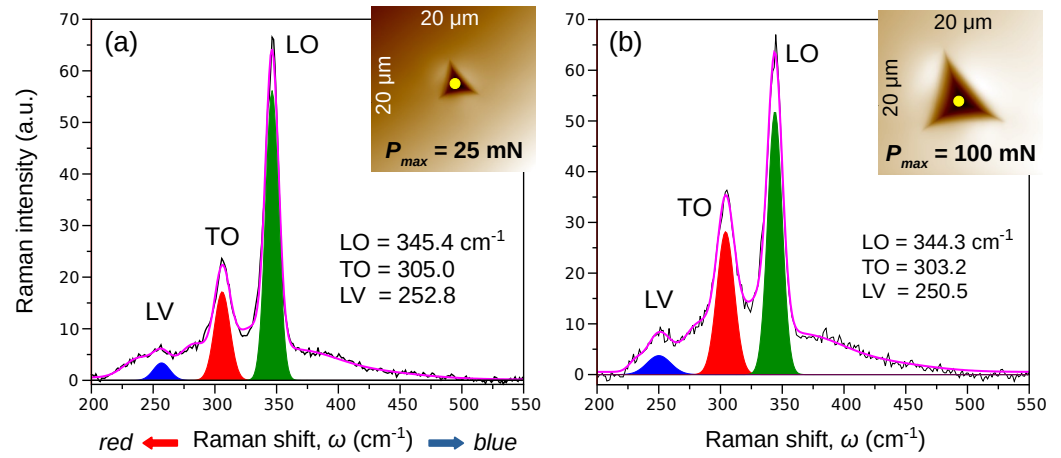 (a)
20 µm
20 µm
P_max = 25 mN
LO
TO
LV
LO = 345.4 cm⁻¹
TO = 305.0
LV = 252.8
Raman intensity (a.u.)
70
60
50
40
30
20
10
0
200 250 300 350 400 450 500 550
red Raman shift, ω (cm⁻¹) blue
(b)
20 µm
20 µm
P_max = 100 mN
LO
TO
LV
LO = 344.3 cm⁻¹
TO = 303.2
LV = 250.5
70
60
50
40
30
20
10
0
200 250 300 350 400 450 500 550
Raman shift, ω (cm⁻¹)